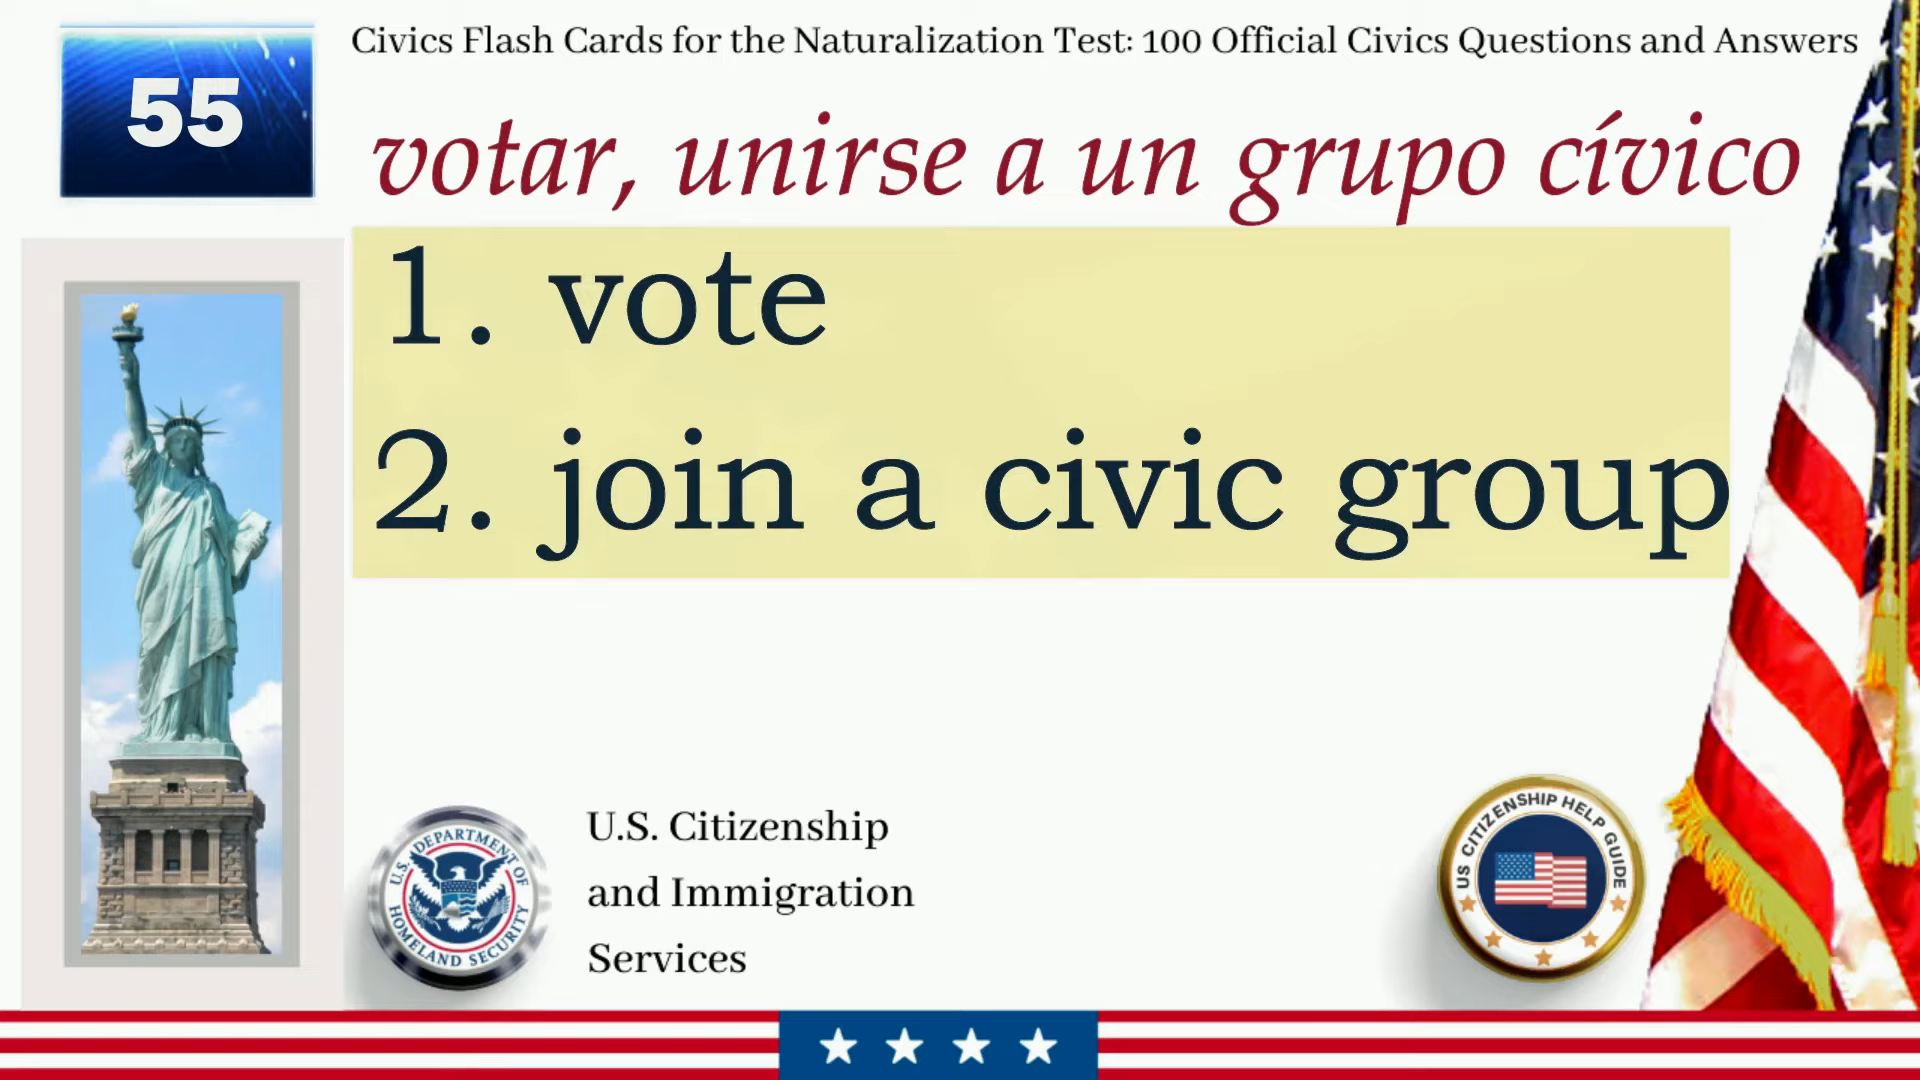 55
Civics Flash Cards for the Naturalization Test: 100 Official Civics Questions and Answers
votar, unirse a un grupo cívico
1. vote
2. join a civic group
U.S. DEPARTMENT OF
HOMELAND SECURITY
U.S. Citizenship
and Immigration
Services
US CITIZENSHIP HELP GUIDE